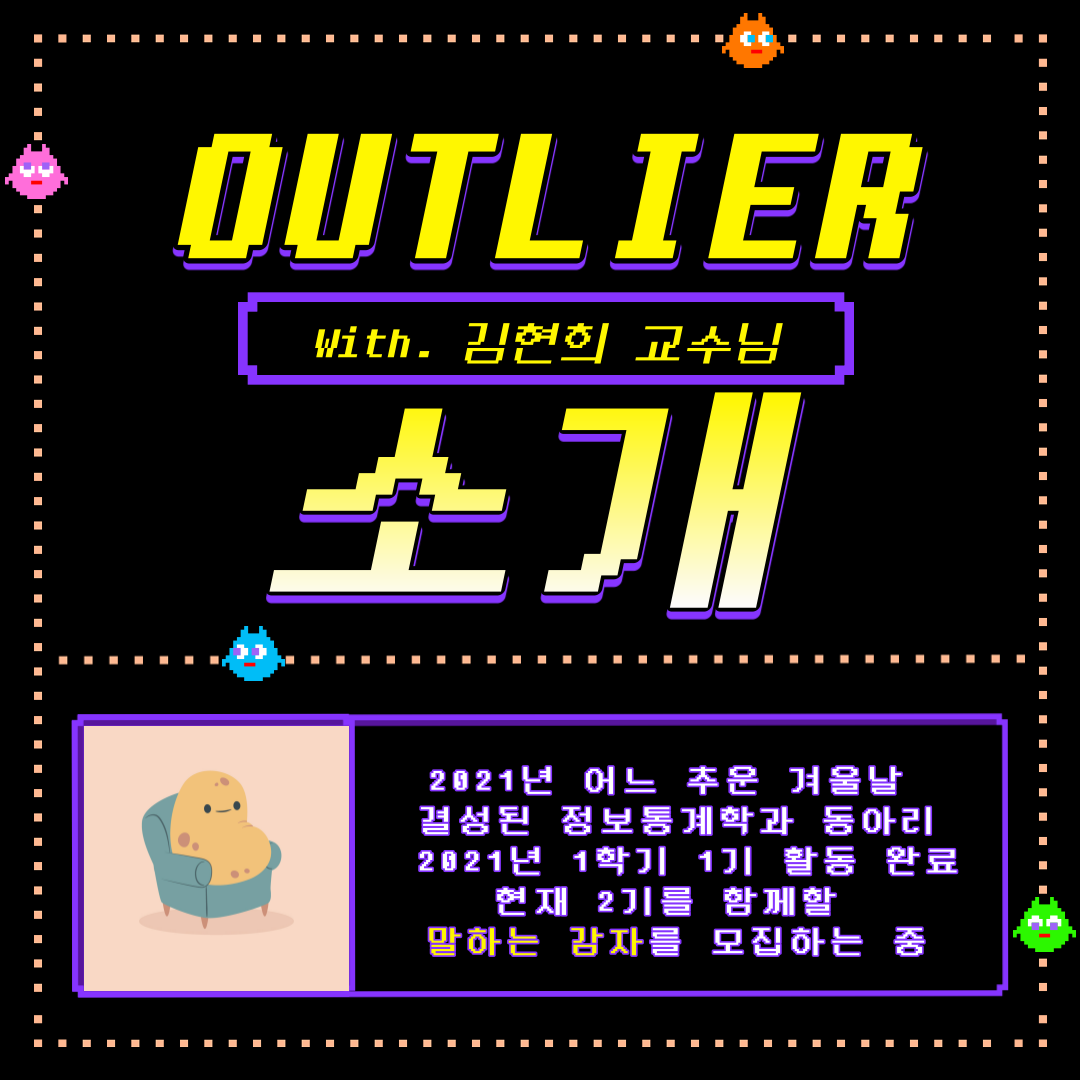 OUTLIER
With. 김현희 교수님
소개
2021년 어느 추운 겨울날
결성된 정보통계학과 동아리
2021년 1학기 1기 활동 완료
현재 2기를 함께할
말하는 감자를 모집하는 중